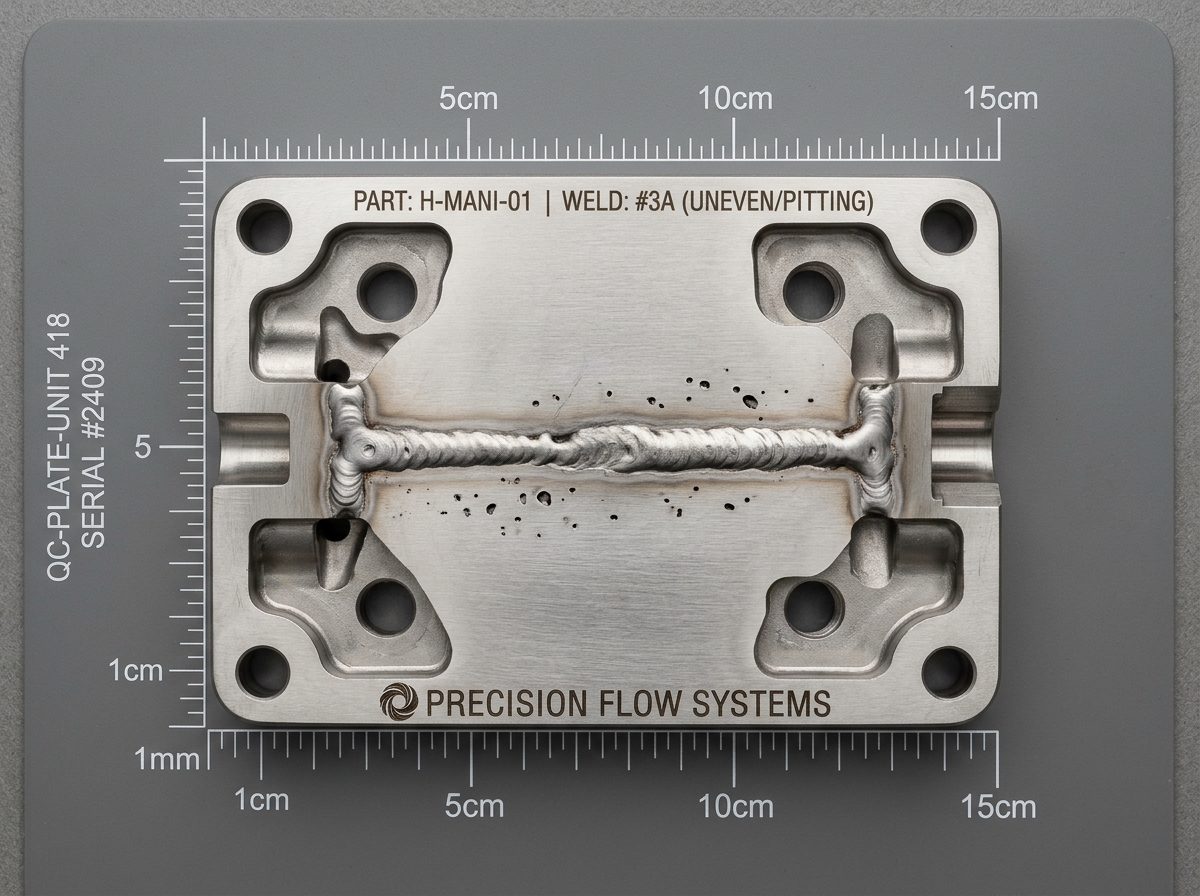 5cm 10cm 15cm
PART: H-MANI-01 | WELD: #3A (UNEVEN/PITTING)
QC-PLATE-UNIT 418
SERIAL #2409
5
1cm
PRECISION FLOW SYSTEMS
1mm
1cm 5cm 10cm 15cm